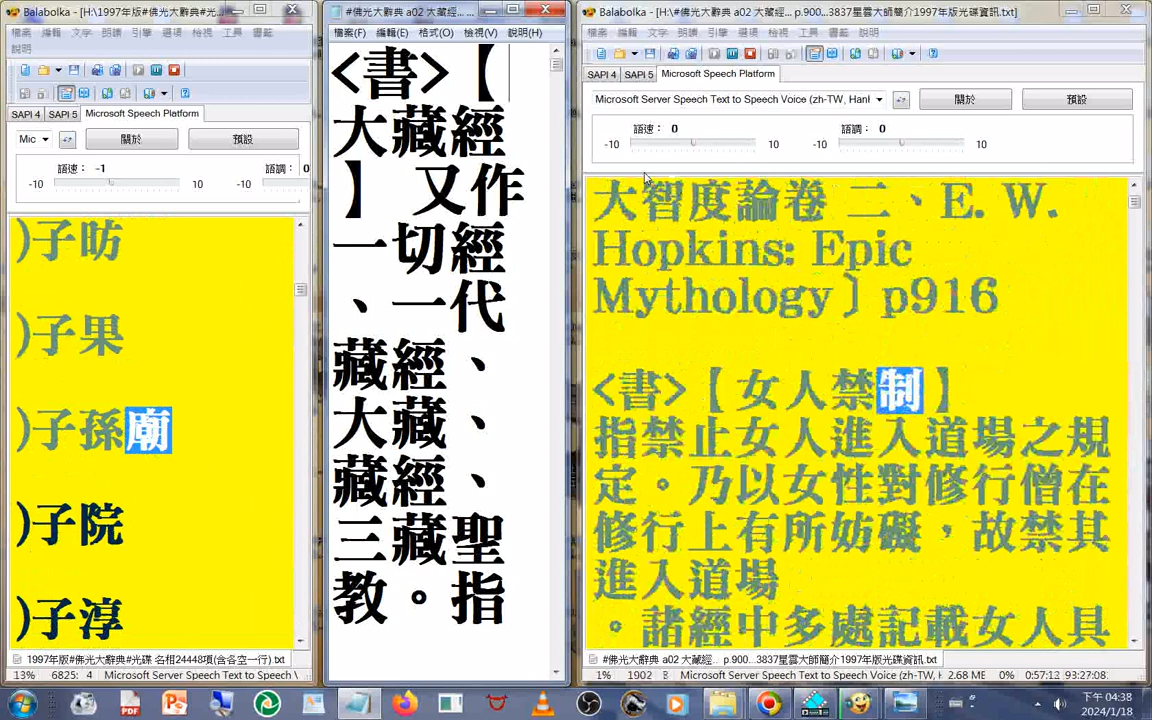 Balabolka - [H:\1997年版#佛光大辭典#光...
檔案 編輯 文字 朗讀 引擎 選項 檢視 工具 書籤
說明
SAPI 4 SAPI 5 Microsoft Speech Platform
Mic 關於 預設
語速： -1 語調： 0
-10 10 -10
)子昉
)子果
)子孫廟
)子院
)子淳
1997年版#佛光大辭典#光碟 名相24448項(含各空一行).txt
13% 6825: 4 Microsoft Server Speech Text to Speech \
#佛光大辭典 a02 大藏經... ...
檔案(F) 編輯(E) 格式(O) 檢視(V) 說明(H)
<書>【
大藏經
】 又作
一切經
、一代
藏經、
大藏、
藏經、
三藏聖
教。指
Balabolka - [H:\#佛光大辭典 a02 大藏經... p.900...3837星雲大師簡介1997年版光碟資訊.txt]
檔案 編輯 文字 朗讀 引擎 選項 檢視 工具 書籤 說明
SAPI 4 SAPI 5 Microsoft Speech Platform
Microsoft Server Speech Text to Speech Voice (zh-TW, Hanl 關於 預設
語速： 0 語調： 0
-10 10 -10 10
大智度論卷 二、E. W.
Hopkins: Epic
Mythology〕p916
<書>【女人禁制】
指禁止女人進入道場之規
定。乃以女性對修行僧在
修行上有所妨礙，故禁其
進入道場
。諸經中多處記載女人具
#佛光大辭典 a02 大藏經... p.900...3837星雲大師簡介1997年版光碟資訊.txt
1% 1902 Microsoft Server Speech Text to Speech Voice (zh-TW, H 2.68 ME 0% 0:57:12 93:27:08
下午 04:38
2024/1/18